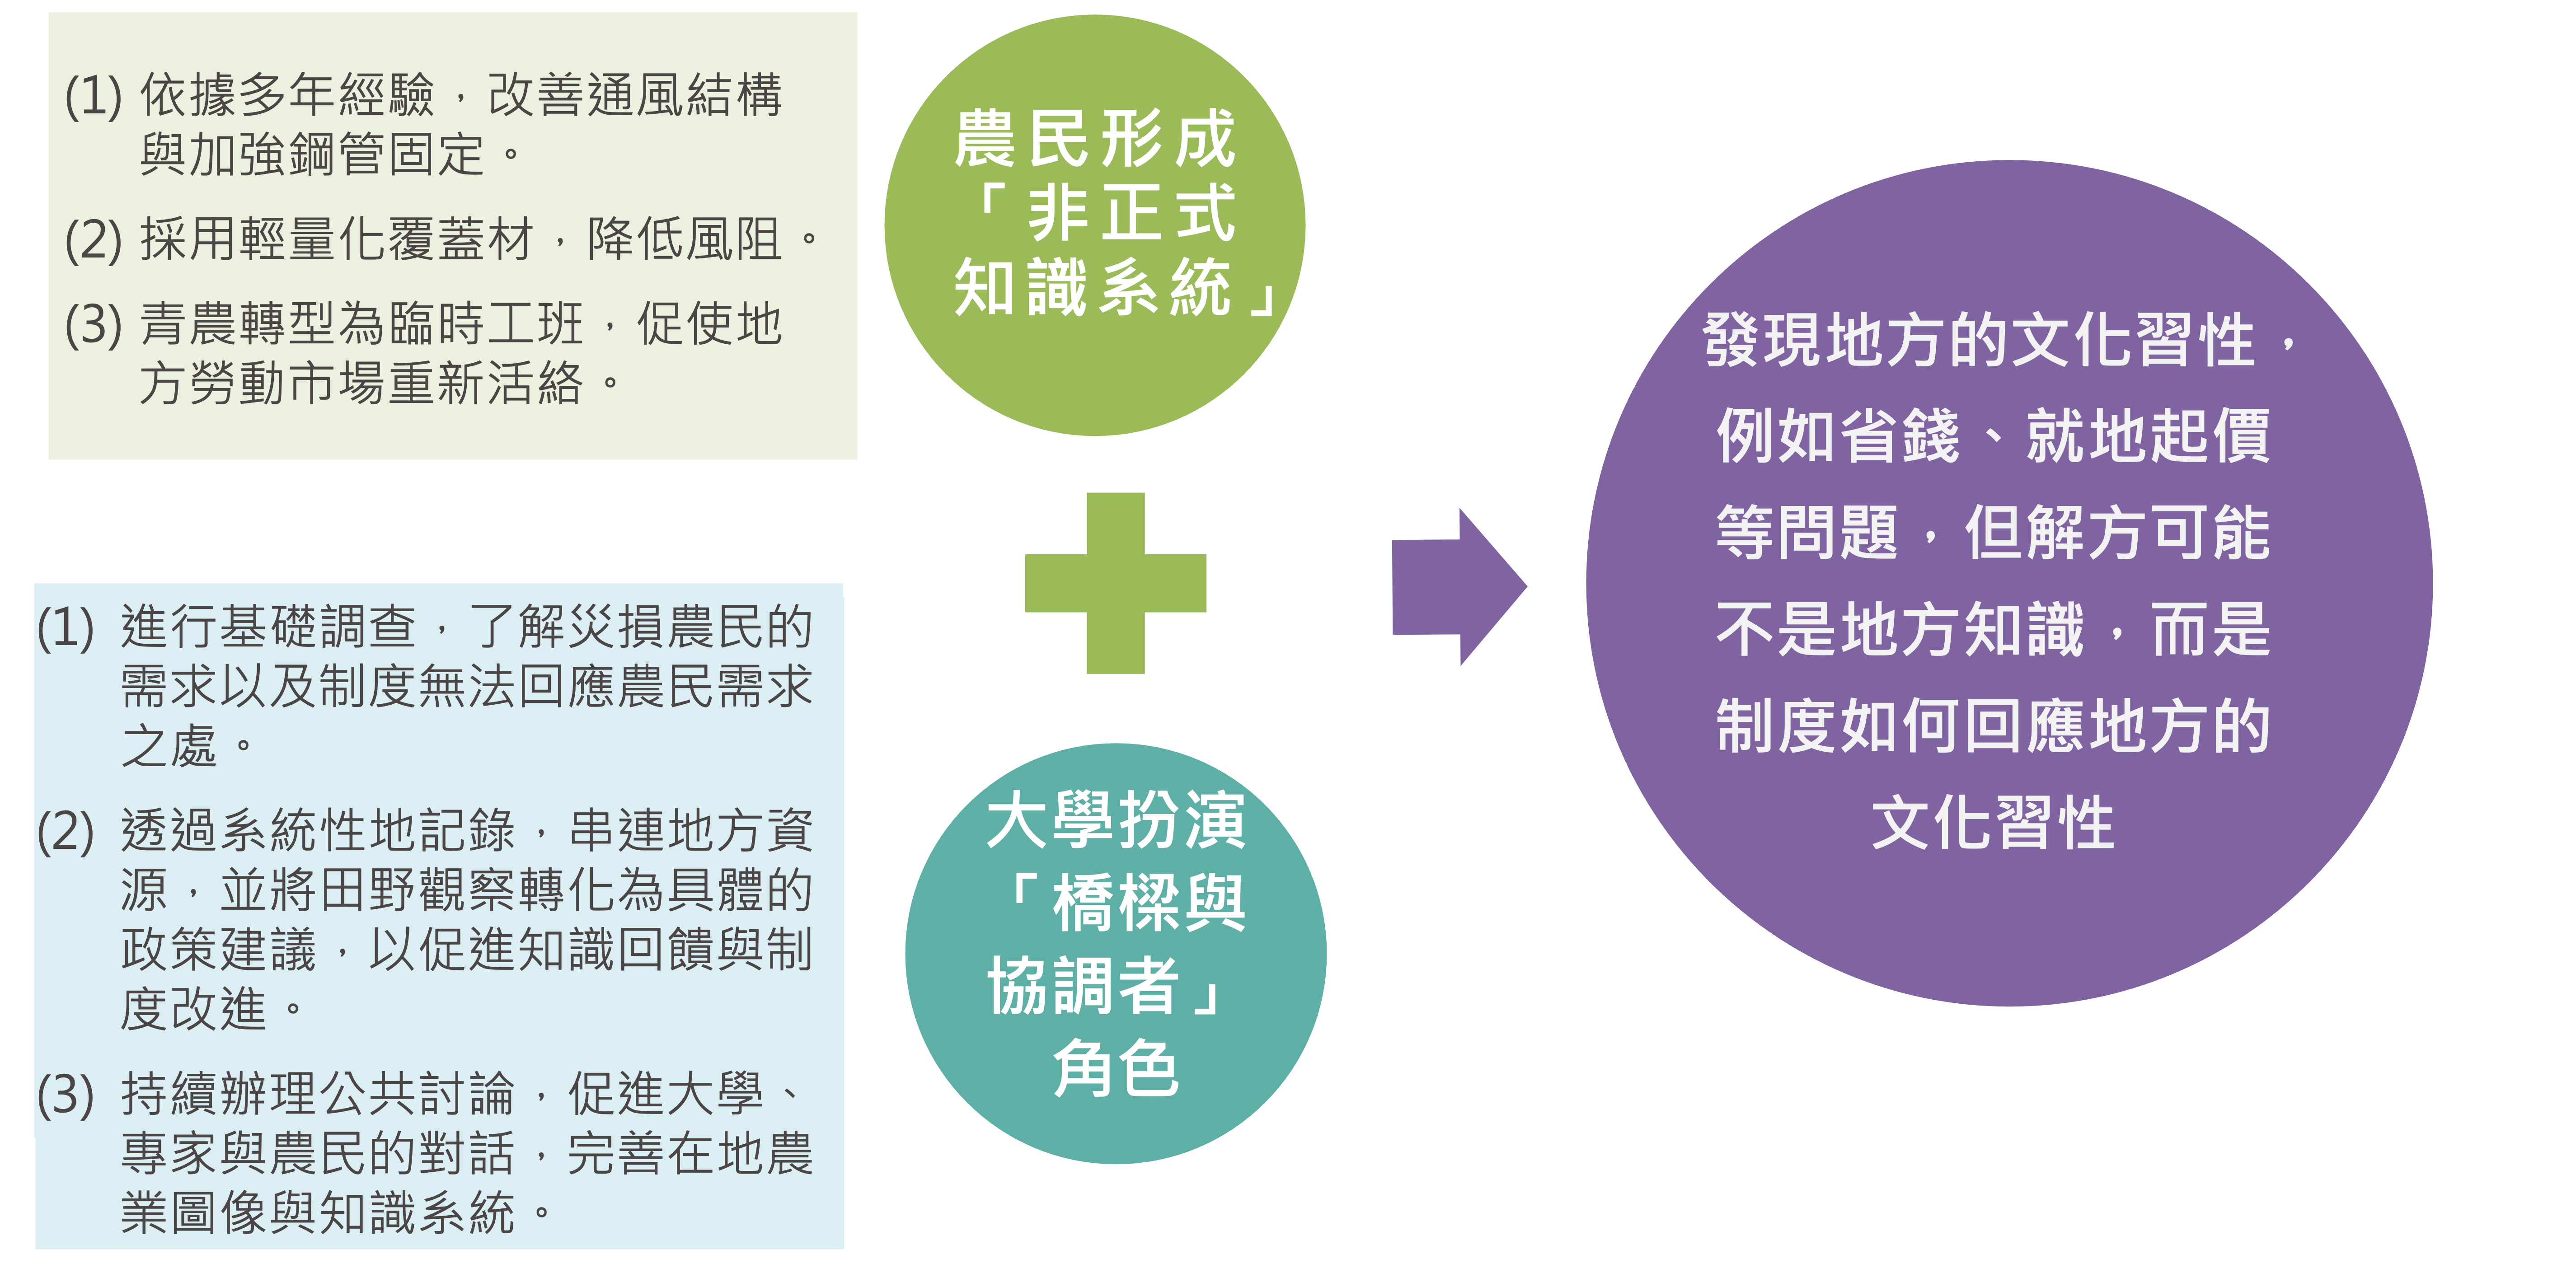 (1) 依據多年經驗，改善通風結構
與加強鋼管固定。
(2) 採用輕量化覆蓋材，降低風阻。
(3) 青農轉型為臨時工班，促使地
方勞動市場重新活絡。
農民形成
「非正式
知識系統」
(1) 進行基礎調查，了解災損農民的
需求以及制度無法回應農民需求
之處。
(2) 透過系統性地記錄，串連地方資
源，並將田野觀察轉化為具體的
政策建議，以促進知識回饋與制
度改進。
(3) 持續辦理公共討論，促進大學、
專家與農民的對話，完善在地農
業圖像與知識系統。
大學扮演
「橋樑與
協調者」
角色
發現地方的文化習性，
例如省錢、就地起價
等問題，但解方可能
不是地方知識，而是
制度如何回應地方的
文化習性